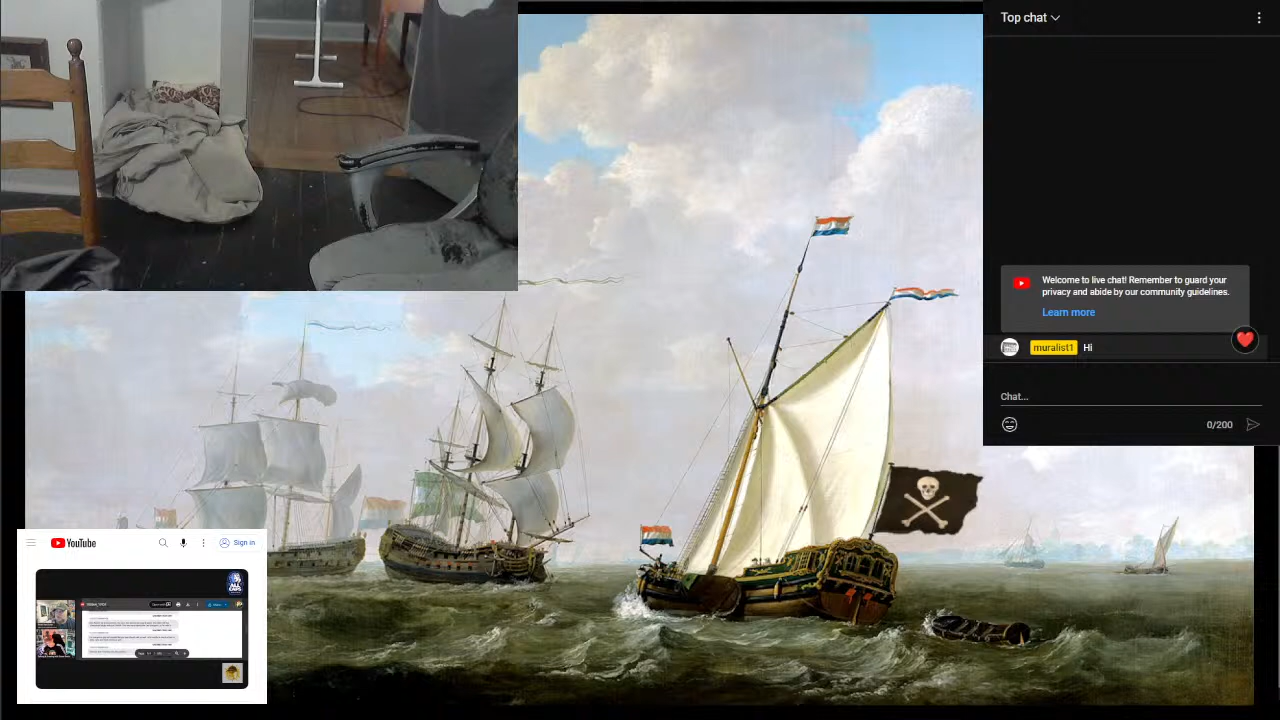 Top chat
Welcome to live chat! Remember to guard your
privacy and abide by our community guidelines.
Learn more
muralist1 Hi
Chat...
0/200
YouTube
Sign in